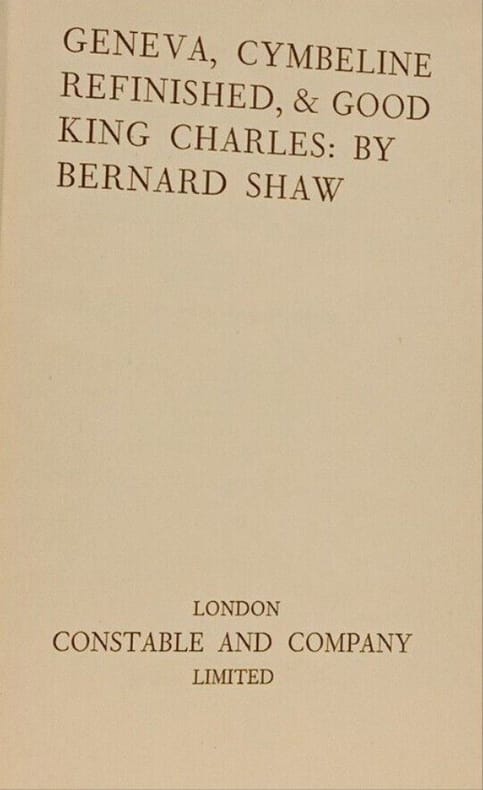 GENEVA, CYMBELINE
REFINISHED, & GOOD
KING CHARLES: BY
BERNARD SHAW
LONDON
CONSTABLE AND COMPANY
LIMITED